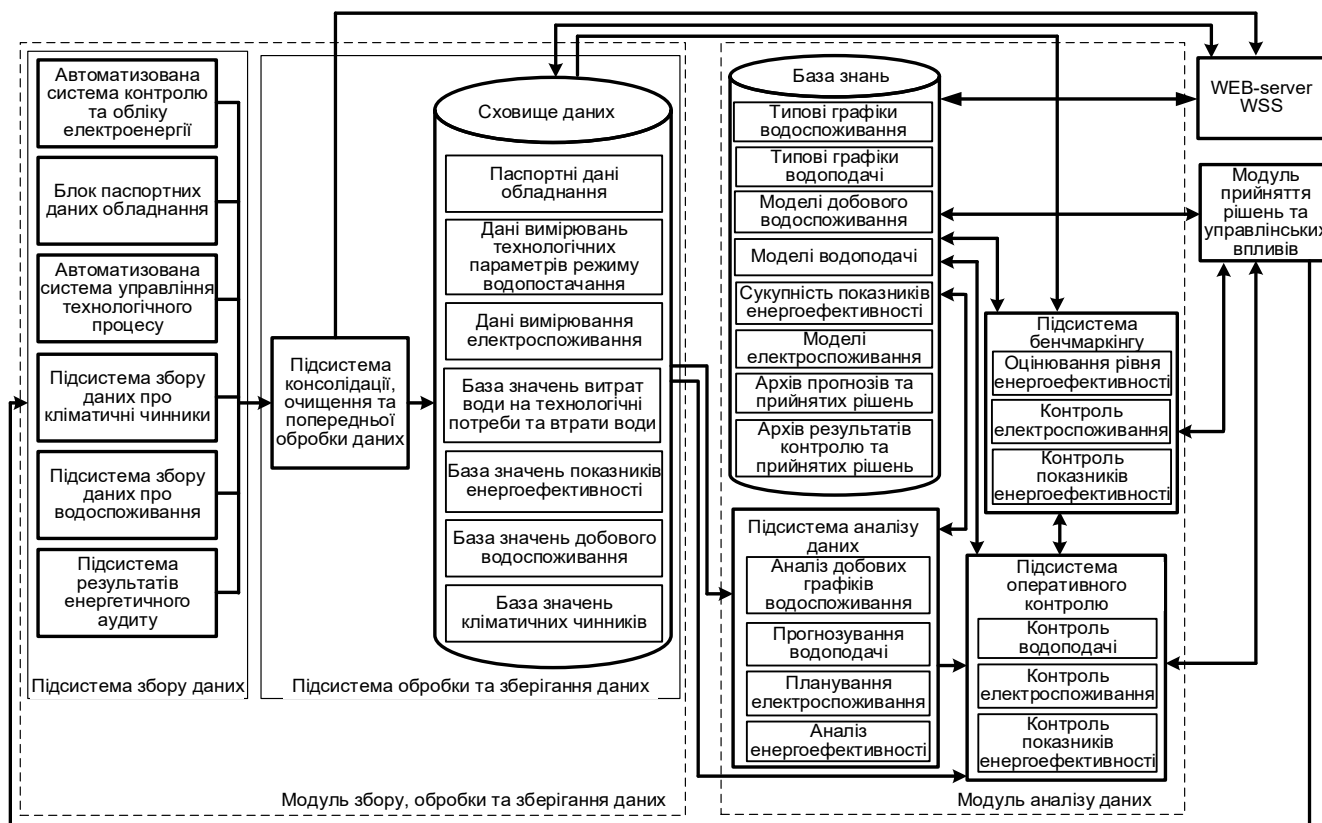 Автоматизована
система контролю
та обліку
електроенергії
Блок паспортних
даних обладнання
Автоматизована
система управління
технологічного
процесу
Підсистема збору
даних про
кліматичні чинники
Підсистема збору
даних про
водоспоживання
Підсистема
результатів
енергетичного
аудиту
Підсистема збору даних
Підсистема
консолідації,
очищення та
попередньої
обробки даних
Сховище даних
Паспортні дані
обладнання
Дані вимірювань
технологічних
параметрів режиму
водопостачання
Дані вимірювання
електроспоживання
База значень витрат
води на технологічні
потреби та втрати води
База значень показників
енергоефективності
База значень добового
водоспоживання
База значень
кліматичних чинників
Підсистема обробки та зберігання даних
Модуль збору, обробки та зберігання даних
База знань
Типові графіки
водоспоживання
Типові графіки
водоподачі
Моделі добового
водоспоживання
Моделі водоподачі
Сукупність показників
енергоефективності
Моделі
електроспоживання
Архів прогнозів та
прийнятих рішень
Архів результатів
контролю та
прийнятих рішень
Підсистема аналізу
даних
Аналіз добових
графіків
водоспоживання
Прогнозування
водоподачі
Планування
електроспоживання
Аналіз
енергоефективності
Підсистема
бенчмаркінгу
Оцінювання рівня
енергоефективності
Контроль
електроспоживання
Контроль
показників
енергоефективності
Підсистема
оперативного
контролю
Контроль
водоподачі
Контроль
електроспоживання
Контроль
показників
енергоефективності
Модуль аналізу даних
WEB-server
WSS
Модуль
прийняття
рішень та
управлінських
впливів